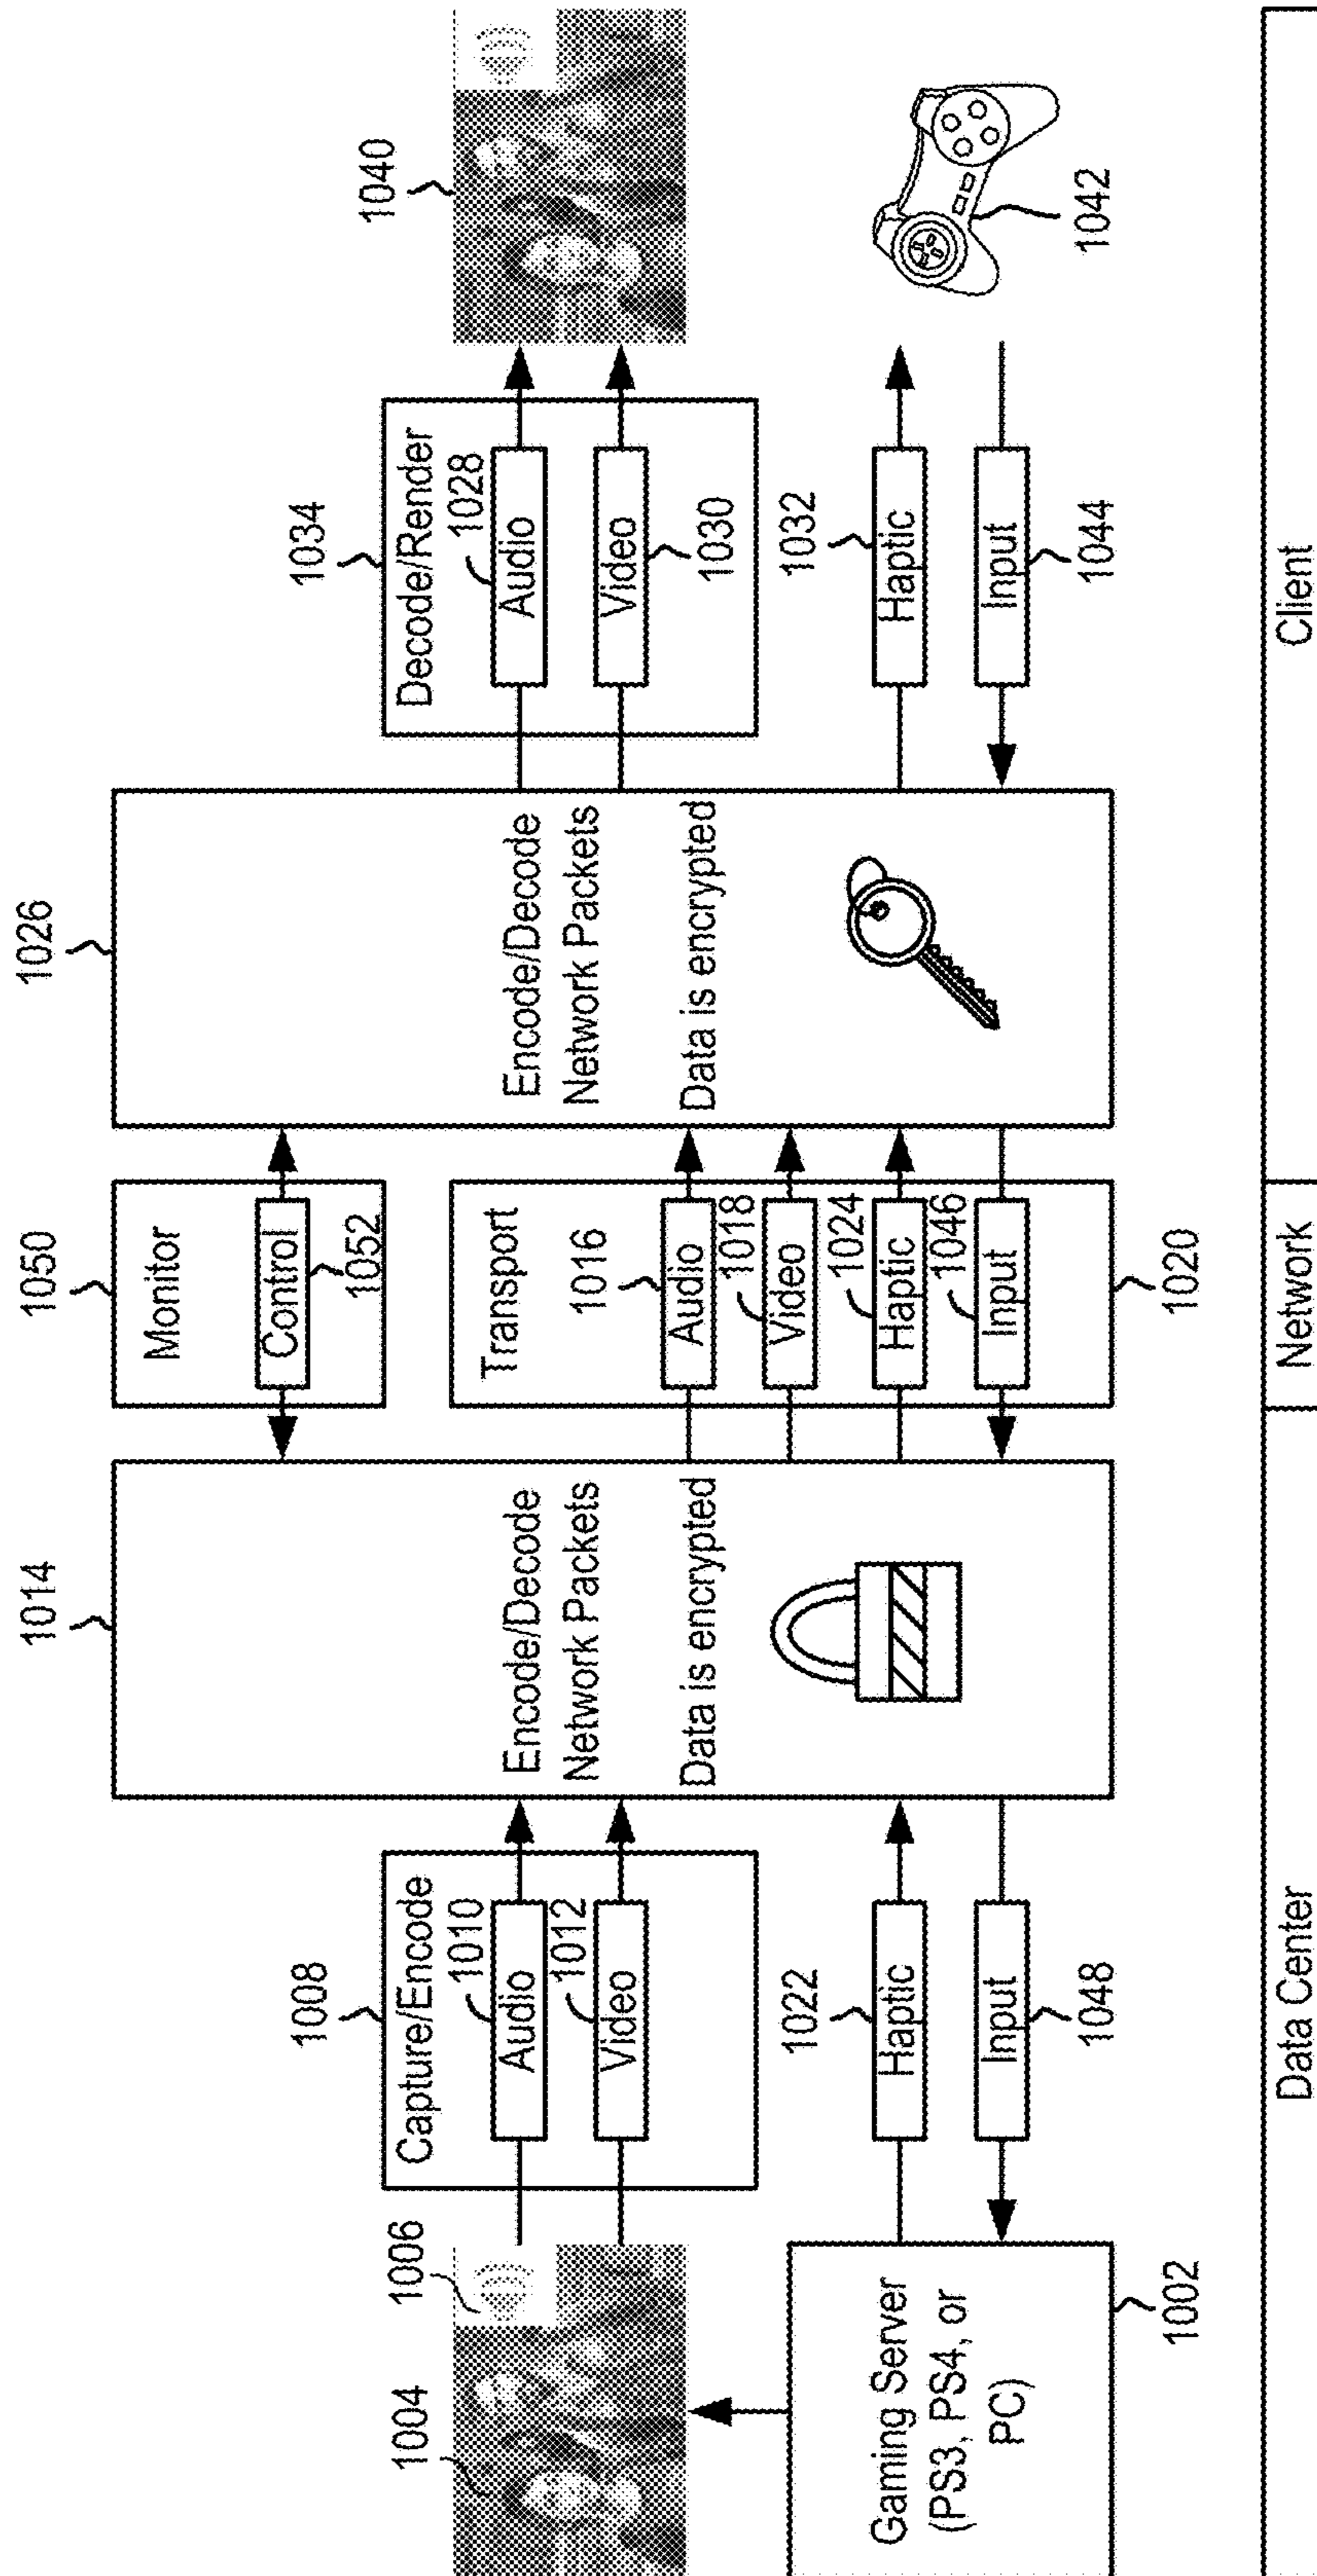 1004
1006
1008
Capture/Encode
1010
Audio
1012
Video
Gaming Server
(PS3, PS4, or
PC)
1002
1022
Haptic
Input
1048
1014
Encode/Decode
Network Packets
Data is encrypted
1050
Monitor
Control
1052
Transport
1016
Audio
1018
Video
1024
Haptic
1046
Input
1020
1026
Encode/Decode
Network Packets
Data is encrypted
1034
Decode/Render
1028
Audio
Video
1030
1032
Haptic
Input
1044
1040
1042
Data Center
Network
Client